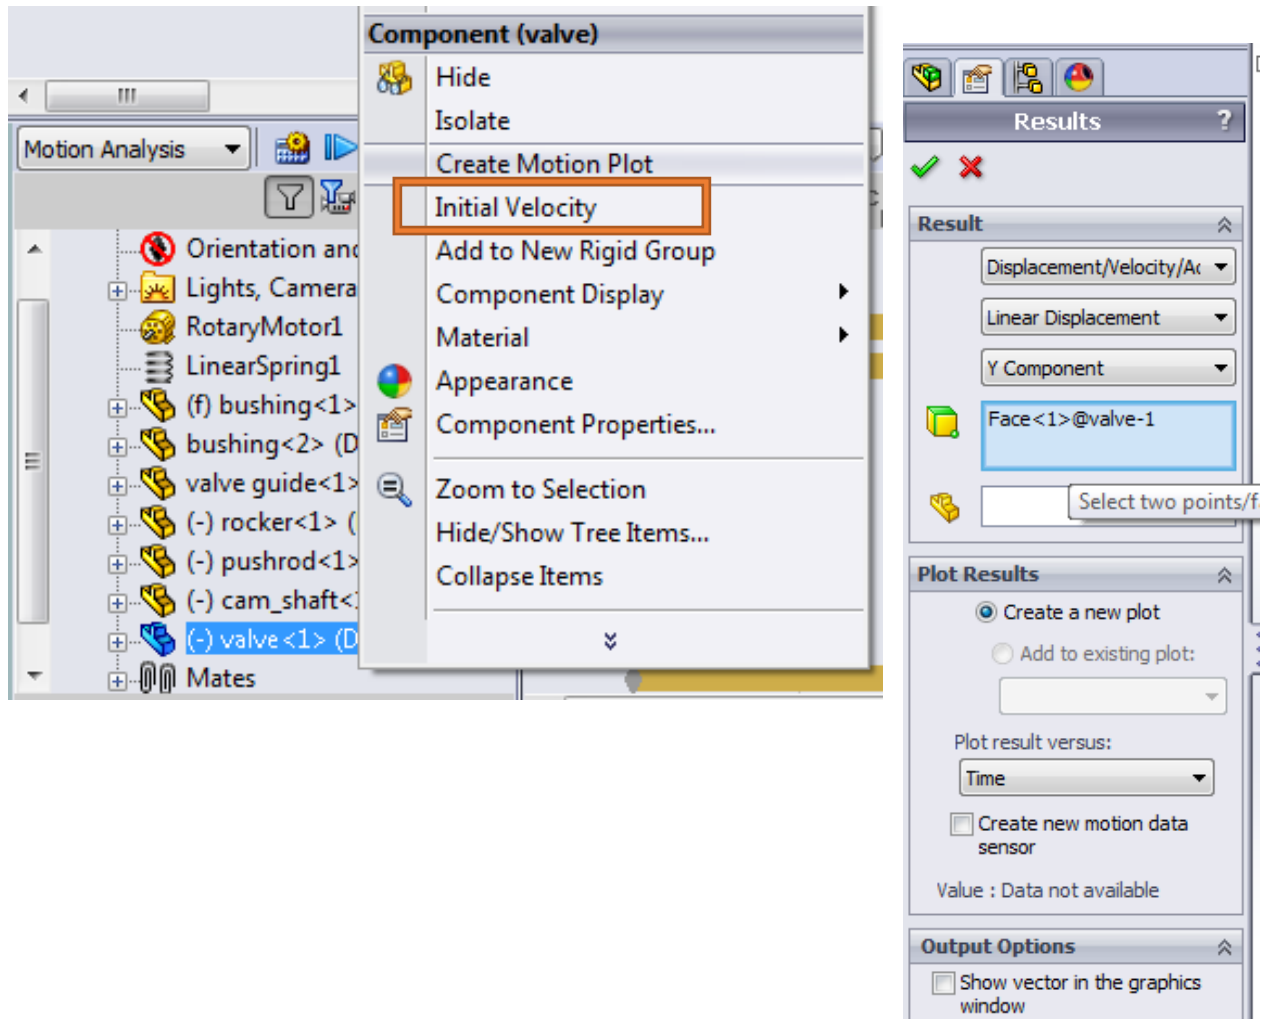 Component (valve)
Hide
Isolate
Create Motion Plot
Initial Velocity
Add to New Rigid Group
Component Display
Material
Appearance
Component Properties...
Zoom to Selection
Hide/Show Tree Items...
Collapse Items
Motion Analysis
Orientation and
Lights, Camera
RotaryMotor1
LinearSpring1
(f) bushing<1>
bushing<2> (D
valve guide<1>
(-) rocker<1> (
(-) pushrod<1>
(-) cam_shaft<
(-) valve<1> (D
Mates
Results ?
Result
Displacement/Velocity/Ac
Linear Displacement
Y Component
Face<1>@valve-1
Select two points/f
Plot Results
Create a new plot
Add to existing plot:
Plot result versus:
Time
Create new motion data
sensor
Value : Data not available
Output Options
Show vector in the graphics
window